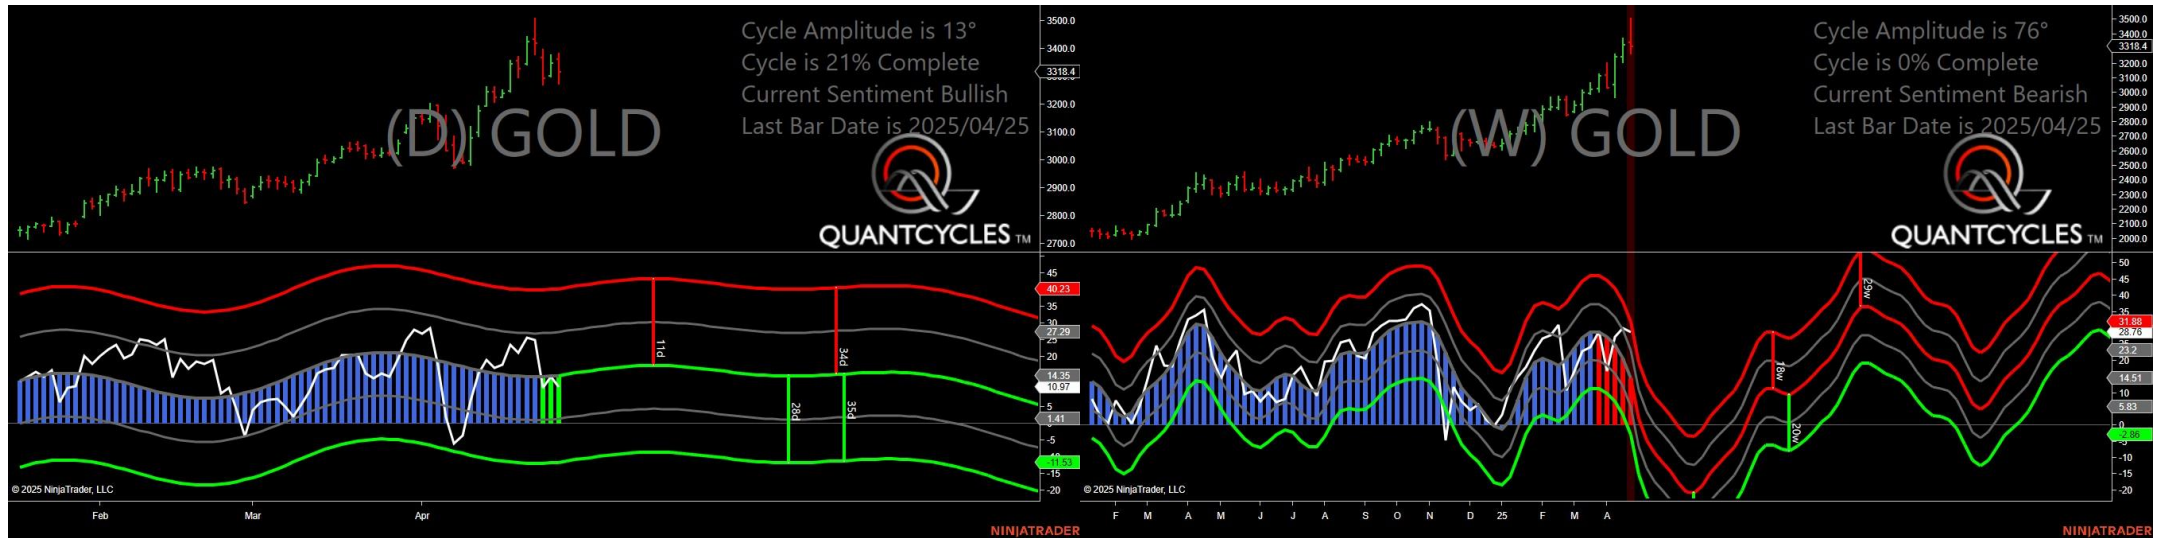 Cycle Amplitude is 13°
Cycle is 21% Complete
Current Sentiment Bullish
Last Bar Date is 2025/04/25
(D) GOLD
QUANTCYCLES TM
3500.0
3400.0
3318.4
3200.0
3100.0
3000.0
2900.0
2800.0
2700.0
45
40.23
35
30
27.29
25
20
14.35
10.97
5
1.41
-5
-11.53
-15
-20
11d
28d
34d
35d
© 2025 NinjaTrader, LLC
Feb Mar Apr
NINJATRADER
Cycle Amplitude is 76°
Cycle is 0% Complete
Current Sentiment Bearish
Last Bar Date is 2025/04/25
(W) GOLD
QUANTCYCLES TM
3500.0
3400.0
3318.4
3200.0
3100.0
3000.0
2900.0
2800.0
2700.0
2600.0
2500.0
2400.0
2300.0
2200.0
2100.0
2000.0
50
45
40
35
31.88
28.76
23.2
20
14.51
10
5.83
0
-2.86
-10
-15
-20
18w
20w
29w
© 2025 NinjaTrader, LLC
F M A M J J A S O N D 25 F M A
NINJATRADER